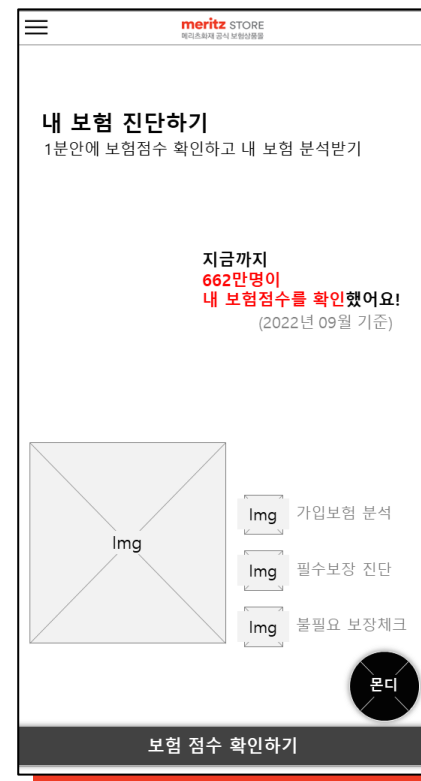 meritz STORE
메리츠화재 공식 보험상품몰
내 보험 진단하기
1분안에 보험점수 확인하고 내 보험 분석받기
지금까지
662만명이
내 보험점수를 확인했어요!
(2022년 09월 기준)
Img
Img 가입보험 분석
Img 필수보장 진단
Img 불필요 보장체크
몬디
보험 점수 확인하기